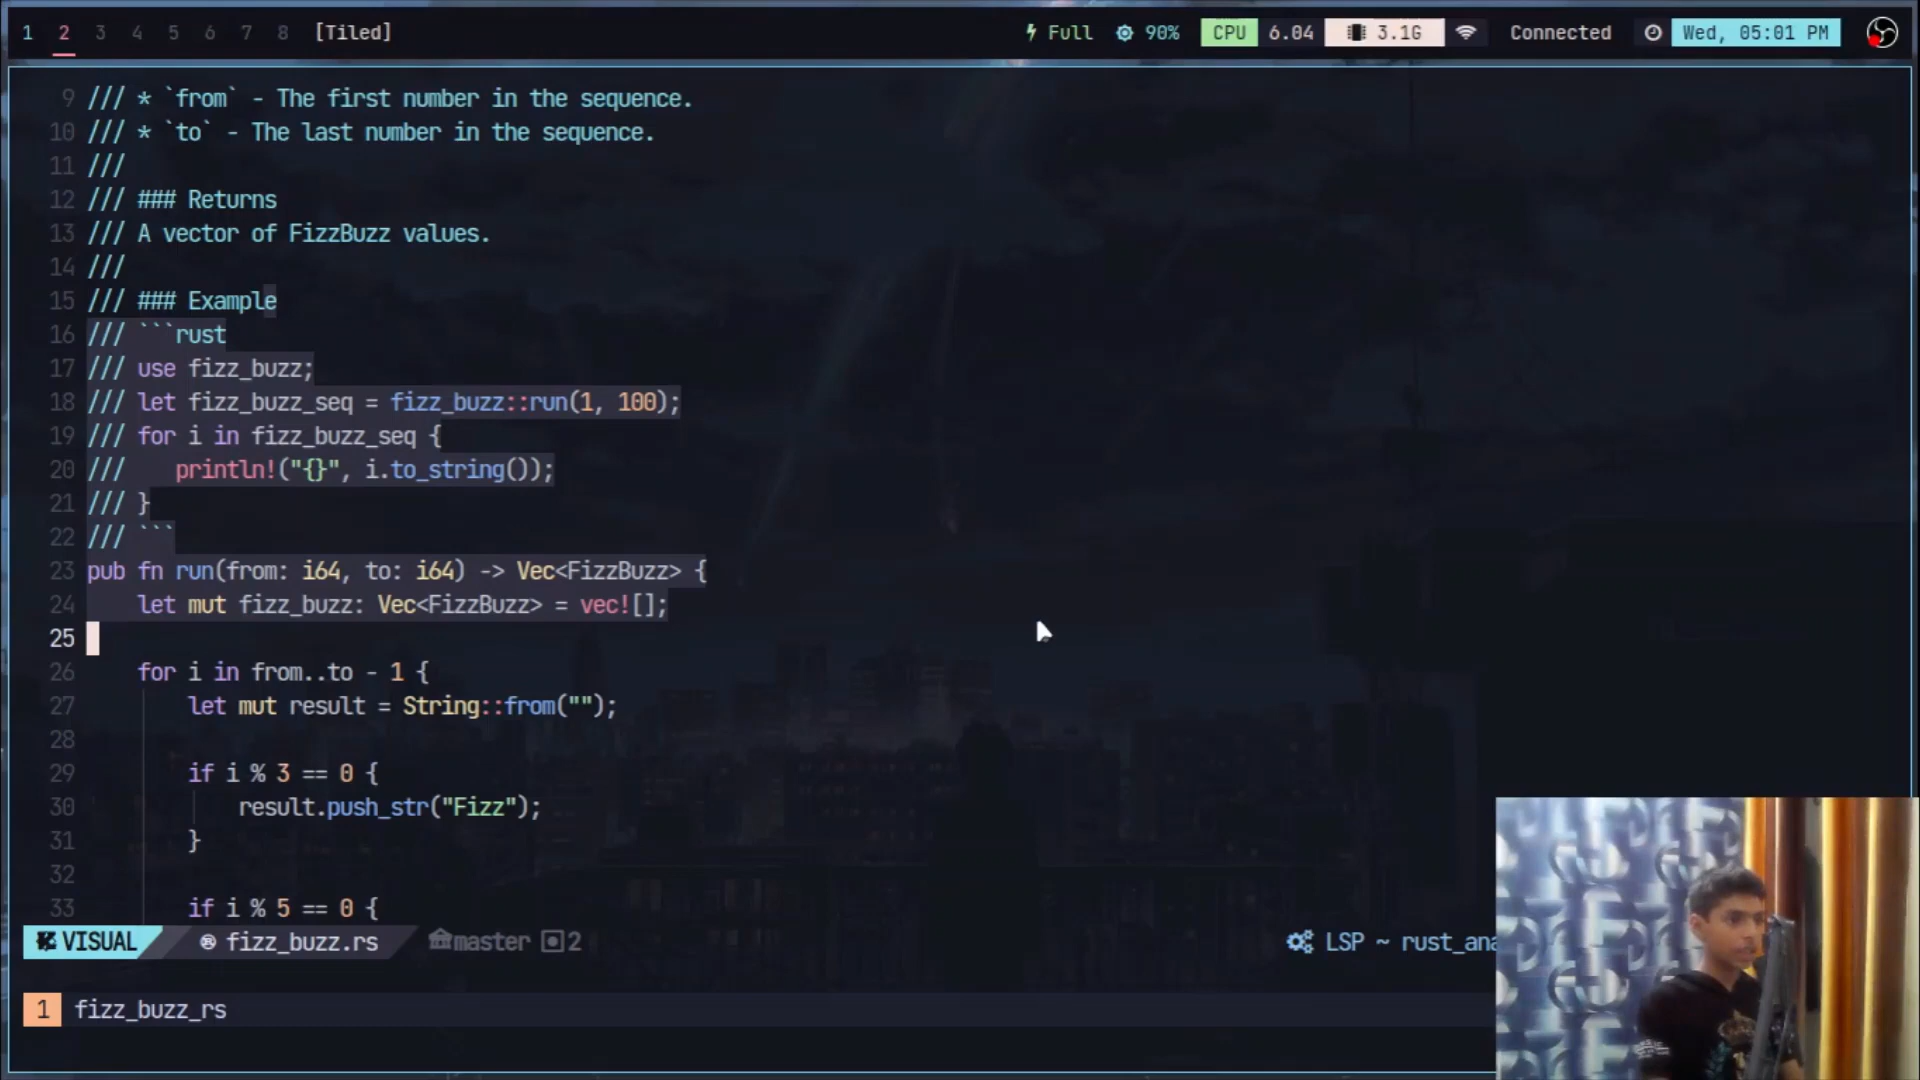 1 2 3 4 5 6 7 8 [Tiled] Full 90% CPU 6.04 3.1G Connected Wed, 05:01 PM
9 /// * `from` - The first number in the sequence.
10 /// * `to` - The last number in the sequence.
11 ///
12 /// ### Returns
13 /// A vector of FizzBuzz values.
14 ///
15 /// ### Example
16 /// ```rust
17 /// use fizz_buzz;
18 /// let fizz_buzz_seq = fizz_buzz::run(1, 100);
19 /// for i in fizz_buzz_seq {
20 ///    println!("{}", i.to_string());
21 /// }
22 /// ```
23 pub fn run(from: i64, to: i64) -> Vec<FizzBuzz> {
24     let mut fizz_buzz: Vec<FizzBuzz> = vec![];
25
26     for i in from..to - 1 {
27         let mut result = String::from("");
28
29         if i % 3 == 0 {
30             result.push_str("Fizz");
31         }
32
33         if i % 5 == 0 {
VISUAL fizz_buzz.rs master 2 LSP ~ rust_ana
1 fizz_buzz_rs